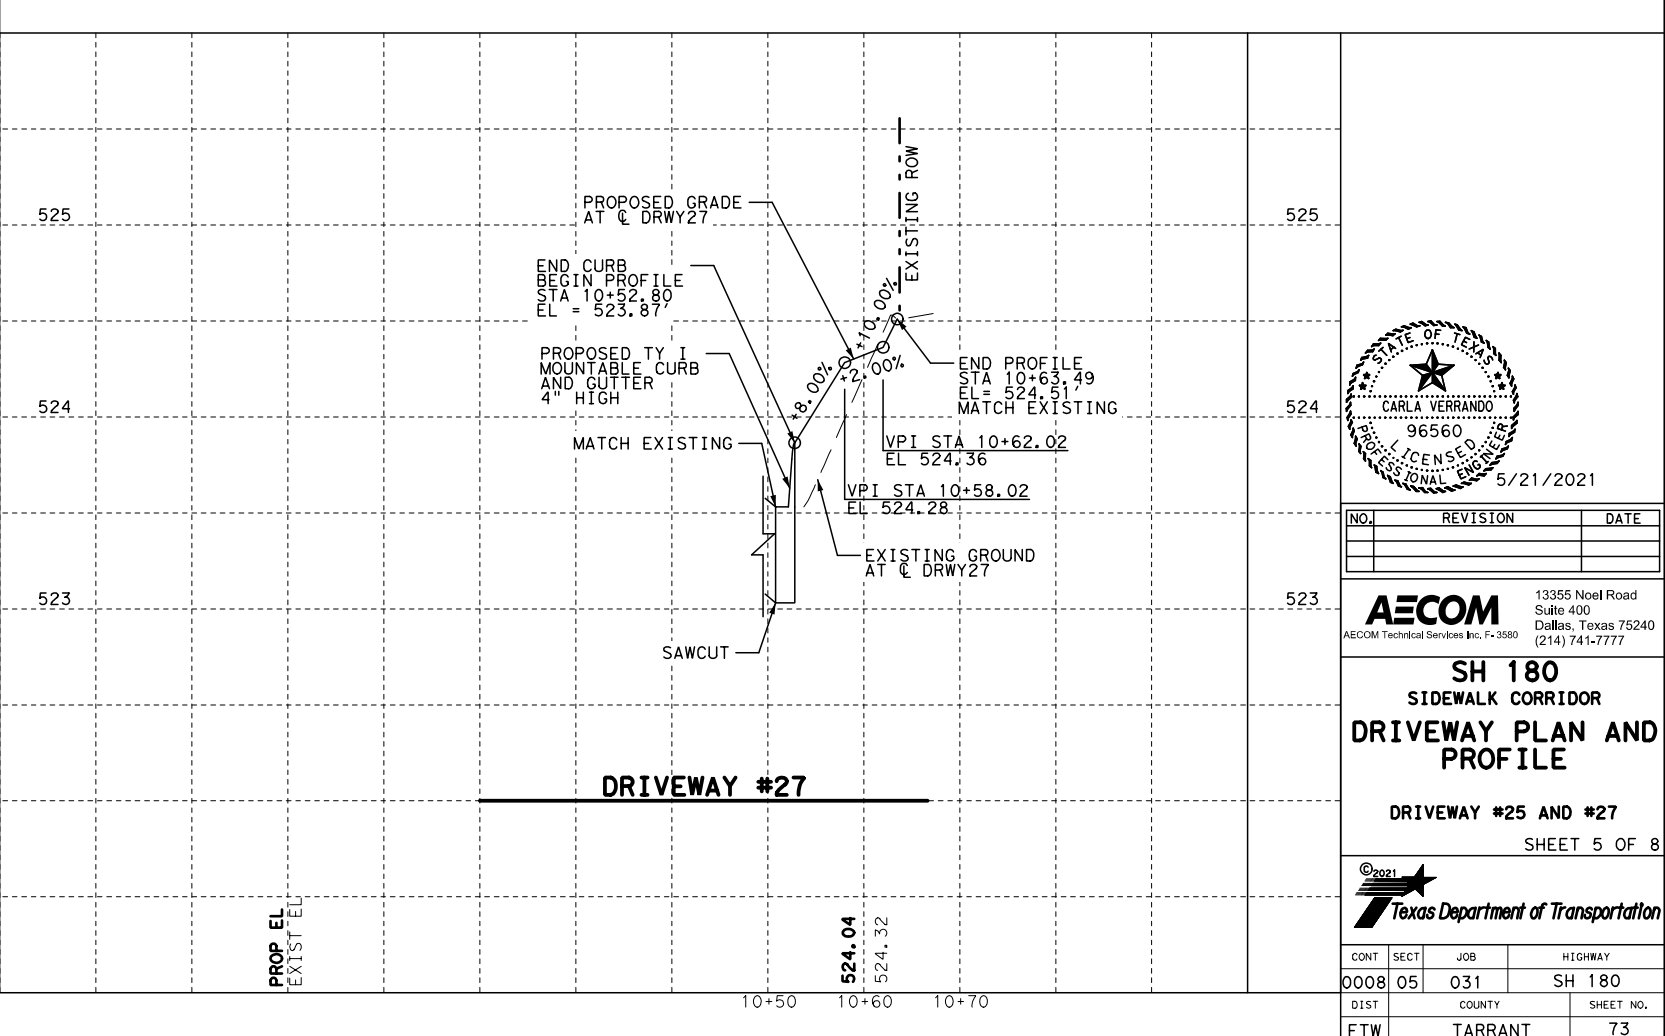 525
524
523
PROPOSED GRADE
AT ℄ DRWY27
END CURB
BEGIN PROFILE
STA 10+52.80
EL = 523.87'
PROPOSED TY I
MOUNTABLE CURB
AND GUTTER
4" HIGH
MATCH EXISTING
SAWCUT
EXISTING ROW
+8.00%
+2.00%
+10.00%
END PROFILE
STA 10+63.49
EL= 524.51'
MATCH EXISTING
VPI STA 10+62.02
EL 524.36
VPI STA 10+58.02
EL 524.28
EXISTING GROUND
AT ℄ DRWY27
525
524
523
DRIVEWAY #27
PROP EL
EXIST EL
524.04
524.32
10+50
10+60
10+70
STATE OF TEXAS
CARLA VERRANDO
96560
LICENSED
PROFESSIONAL ENGINEER
5/21/2021
NO. REVISION DATE
AECOM
AECOM Technical Services Inc. F-3580
13355 Noel Road
Suite 400
Dallas, Texas 75240
(214) 741-7777
SH 180
SIDEWALK CORRIDOR
DRIVEWAY PLAN AND
PROFILE
DRIVEWAY #25 AND #27
SHEET 5 OF 8
©2021
Texas Department of Transportation
CONT SECT JOB HIGHWAY
0008 05 031 SH 180
DIST COUNTY SHEET NO.
FTW TARRANT 73